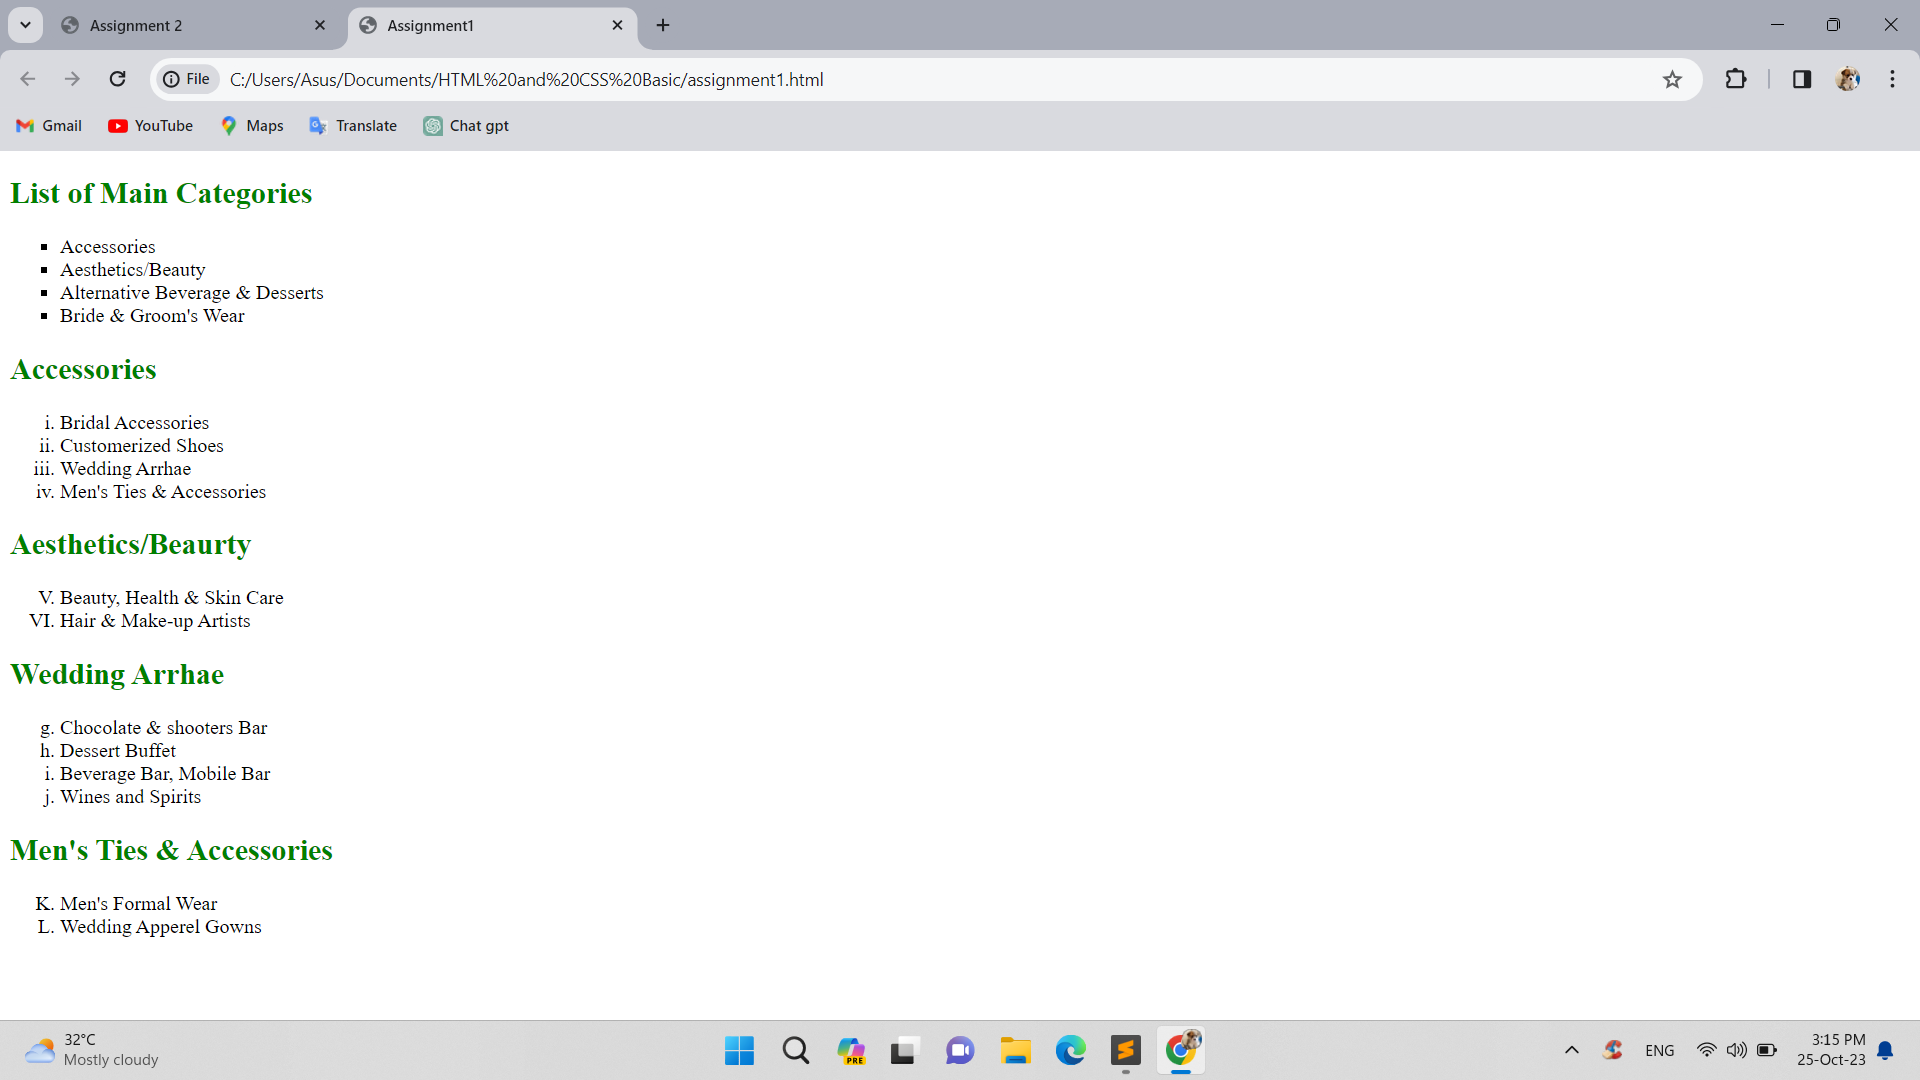 Assignment 2
Assignment1
File C:/Users/Asus/Documents/HTML%20and%20CSS%20Basic/assignment1.html
Gmail YouTube Maps Translate Chat gpt
List of Main Categories
Accessories
Aesthetics/Beauty
Alternative Beverage & Desserts
Bride & Groom's Wear
Accessories
i. Bridal Accessories
ii. Customerized Shoes
iii. Wedding Arrhae
iv. Men's Ties & Accessories
Aesthetics/Beaurty
V. Beauty, Health & Skin Care
VI. Hair & Make-up Artists
Wedding Arrhae
g. Chocolate & shooters Bar
h. Dessert Buffet
i. Beverage Bar, Mobile Bar
j. Wines and Spirits
Men's Ties & Accessories
K. Men's Formal Wear
L. Wedding Apperel Gowns
32°C
Mostly cloudy
PRE
ENG
3:15 PM
25-Oct-23